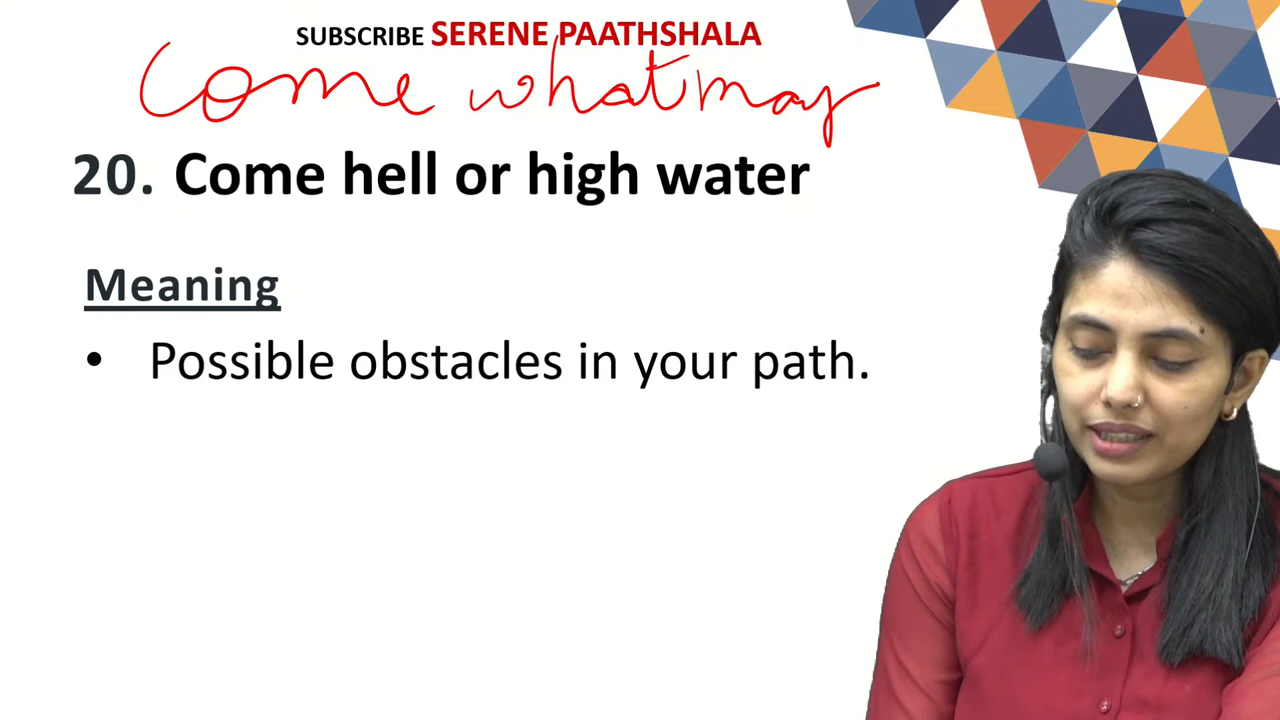 SUBSCRIBE SERENE PAATHSHALA
Come whatmay
20. Come hell or high water
Meaning
• Possible obstacles in your path.